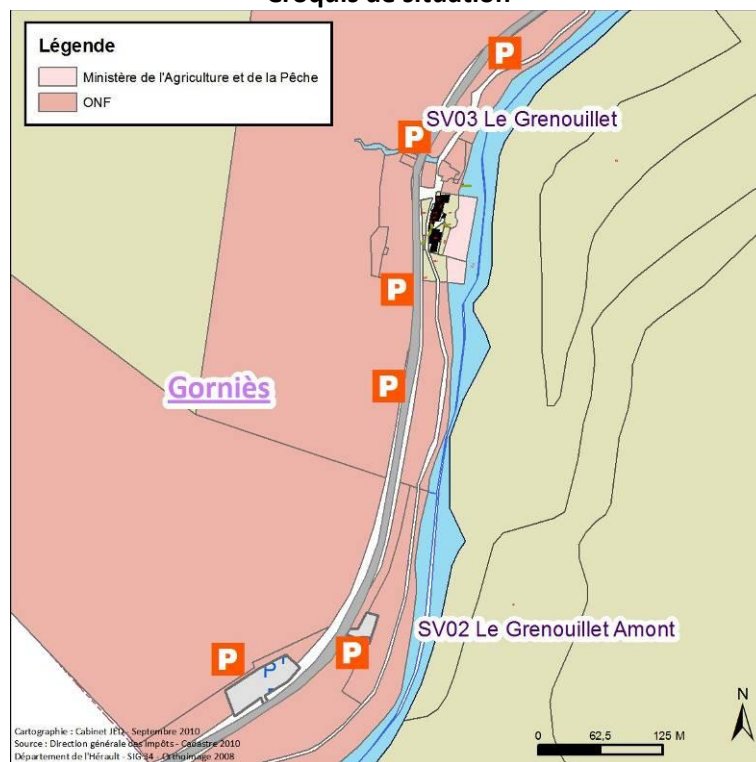 Croquis de situation
Légende
Ministère de l'Agriculture et de la Pêche
ONF
P
SV03 Le Grenouillet
P
P
P
Gorniès
SV02 Le Grenouillet Amont
P
P
P
N
0 62,5 125 M
Cartographie : Cabinet JED - Septembre 2010
Source : Direction générale des Impôts - Cadastre 2010
Département de l'Hérault - SIG 34 - Orthoimage 2008